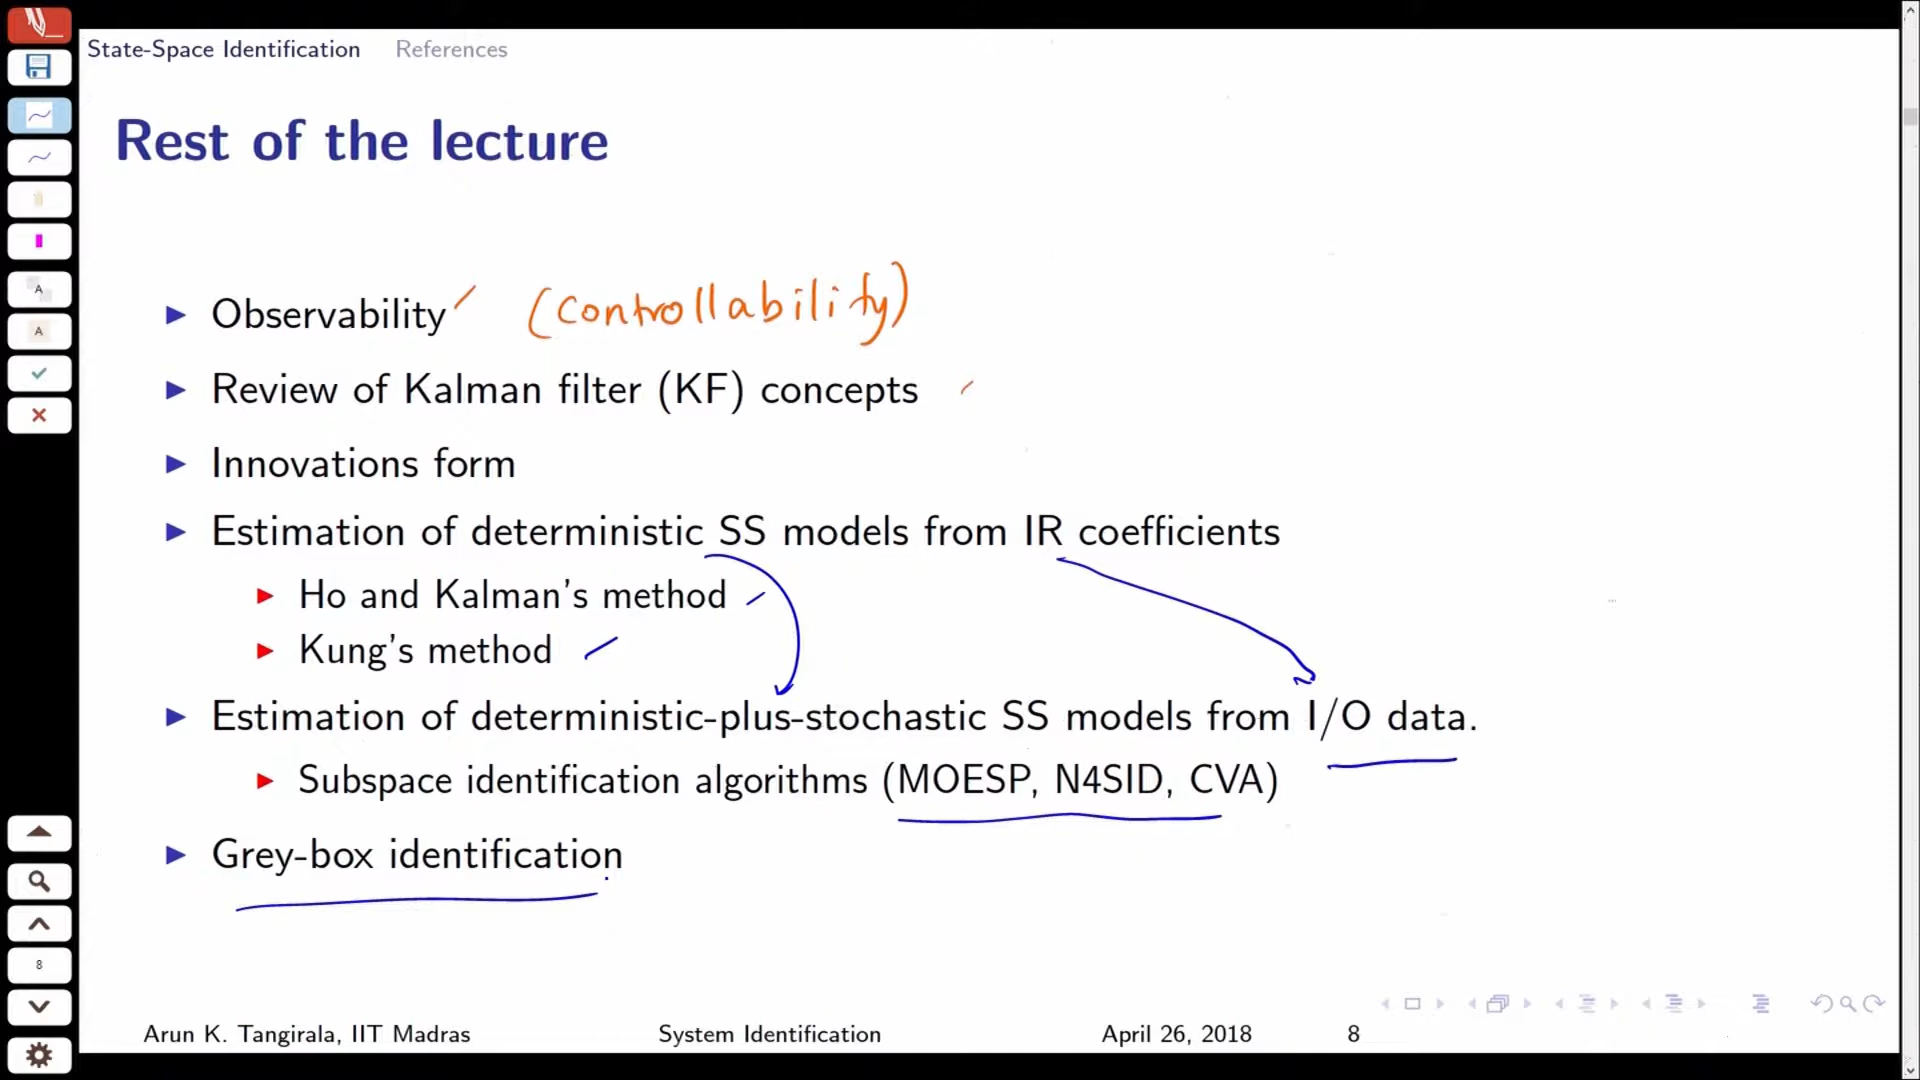 State-Space Identification References
Rest of the lecture
Observability (controllability)
Review of Kalman filter (KF) concepts
Innovations form
Estimation of deterministic SS models from IR coefficients
Ho and Kalman's method
Kung's method
Estimation of deterministic-plus-stochastic SS models from I/O data.
Subspace identification algorithms (MOESP, N4SID, CVA)
Grey-box identification
A
A
8
Arun K. Tangirala, IIT Madras System Identification April 26, 2018 8